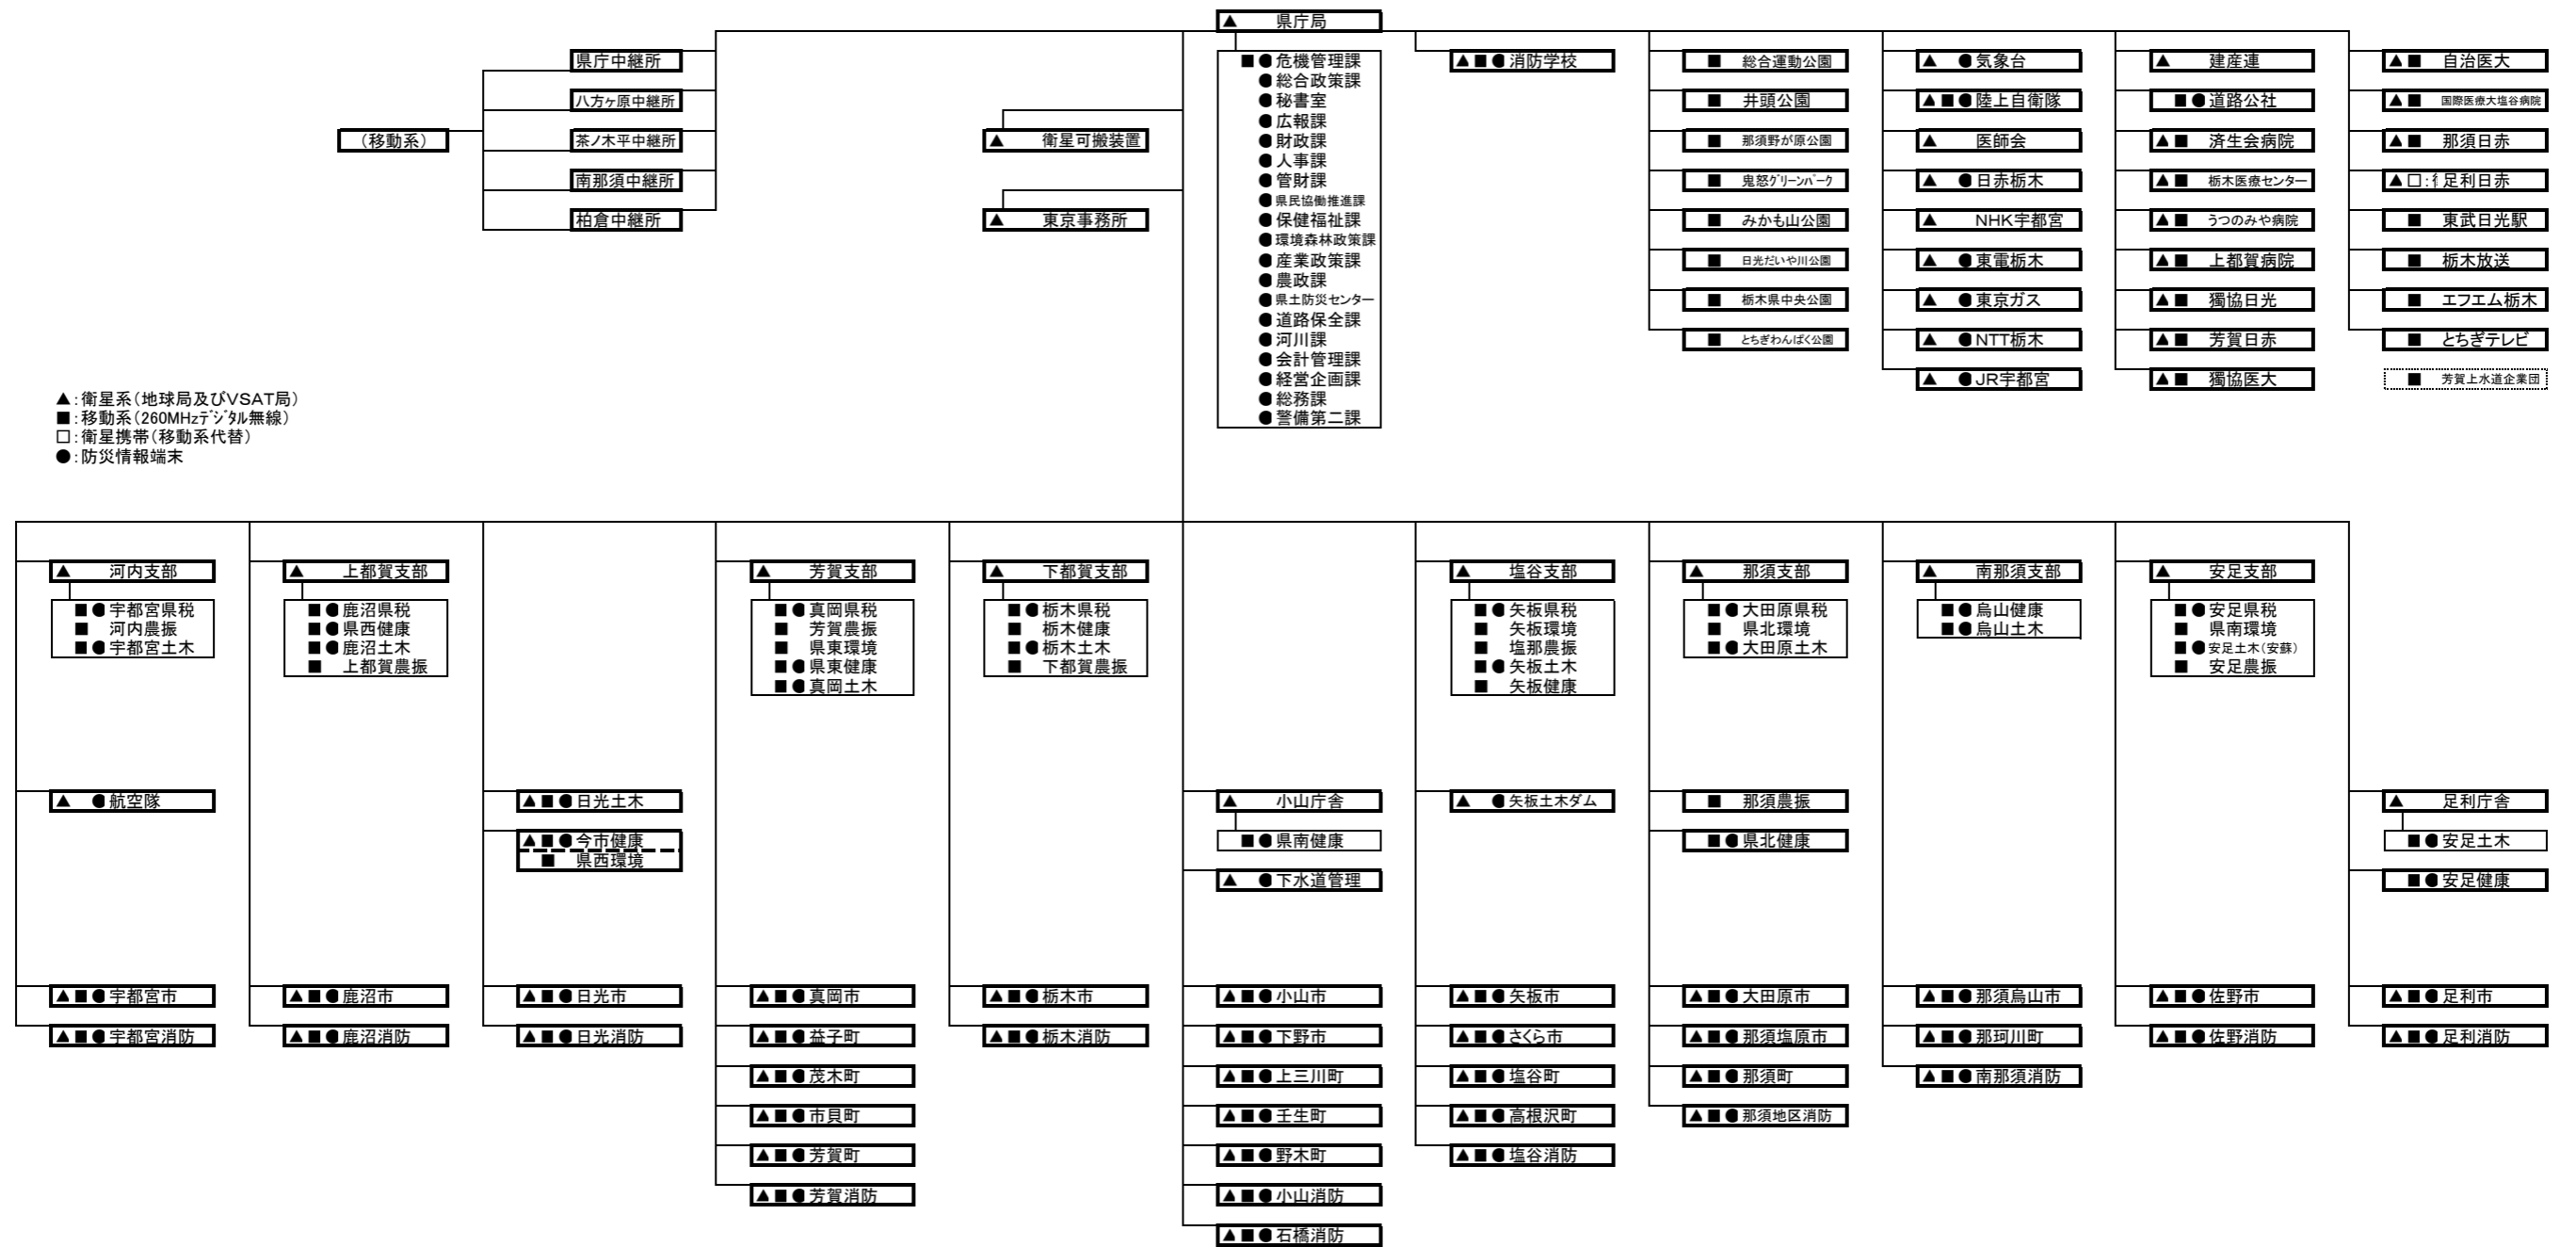 ▲ 県庁局
県庁中継所
八方ヶ原中継所
茶ノ木平中継所
南那須中継所
柏倉中継所
(移動系)
▲ 衛星可搬装置
▲ 東京事務所
■●危機管理課
●総合政策課
●秘書室
●広報課
●財政課
●人事課
●管財課
●県民協働推進課
●保健福祉課
●環境森林政策課
●産業政策課
●農政課
●県土防災センター
●道路保全課
●河川課
●会計管理課
●経営企画課
●総務課
●警備第二課
▲■●消防学校
■ 総合運動公園
■ 井頭公園
■ 那須野が原公園
■ 鬼怒グリーンパーク
■ みかも山公園
■ 日光だいや川公園
■ 栃木県中央公園
■ とちぎわんぱく公園
▲ ●気象台
▲■●陸上自衛隊
▲ 医師会
▲ ●日赤栃木
▲ NHK宇都宮
▲ ●東電栃木
▲ ●東京ガス
▲ ●NTT栃木
▲ ●JR宇都宮
▲ 建産連
■●道路公社
▲■ 済生会病院
▲■ 栃木医療センター
▲■ うつのみや病院
▲■ 上都賀病院
▲■ 獨協日光
▲■ 芳賀日赤
▲■ 獨協医大
▲■ 自治医大
▲■ 国際医療大塩谷病院
▲■ 那須日赤
▲□: 足利日赤
■ 東武日光駅
■ 栃木放送
■ エフエム栃木
■ とちぎテレビ
■ 芳賀上水道企業団
▲:衛星系(地球局及びVSAT局)
■:移動系(260MHzデジタル無線)
□:衛星携帯(移動系代替)
●:防災情報端末
▲ 河内支部
■●宇都宮県税
■ 河内農振
■●宇都宮土木
▲ ●航空隊
▲■●宇都宮市
▲■●宇都宮消防
▲ 上都賀支部
■●鹿沼県税
■●県西健康
■●鹿沼土木
■ 上都賀農振
▲■●鹿沼市
▲■●鹿沼消防
▲■●日光土木
▲■●今市健康
■ 県西環境
▲■●日光市
▲■●日光消防
▲ 芳賀支部
■●真岡県税
■ 芳賀農振
■ 県東環境
■●県東健康
■●真岡土木
▲■●真岡市
▲■●益子町
▲■●茂木町
▲■●市貝町
▲■●芳賀町
▲■●芳賀消防
▲ 下都賀支部
■●栃木県税
■ 栃木健康
■●栃木土木
■ 下都賀農振
▲■●栃木市
▲■●栃木消防
▲ 小山庁舎
■●県南健康
▲ ●下水道管理
▲■●小山市
▲■●下野市
▲■●上三川町
▲■●壬生町
▲■●野木町
▲■●小山消防
▲■●石橋消防
▲ 塩谷支部
■●矢板県税
■ 矢板環境
■ 塩那農振
■●矢板土木
■ 矢板健康
▲ ●矢板土木ダム
▲■●矢板市
▲■●さくら市
▲■●塩谷町
▲■●高根沢町
▲■●塩谷消防
▲ 那須支部
■●大田原県税
■ 県北環境
■●大田原土木
■ 那須農振
■●県北健康
▲■●大田原市
▲■●那須塩原市
▲■●那須町
▲■●那須地区消防
▲ 南那須支部
■●烏山健康
■●烏山土木
▲■●那須烏山市
▲■●那珂川町
▲■●南那須消防
▲ 安足支部
■●安足県税
■ 県南環境
■●安足土木(安蘇)
■ 安足農振
▲■●佐野市
▲■●佐野消防
▲ 足利庁舎
■●安足土木
■●安足健康
▲■●足利市
▲■●足利消防